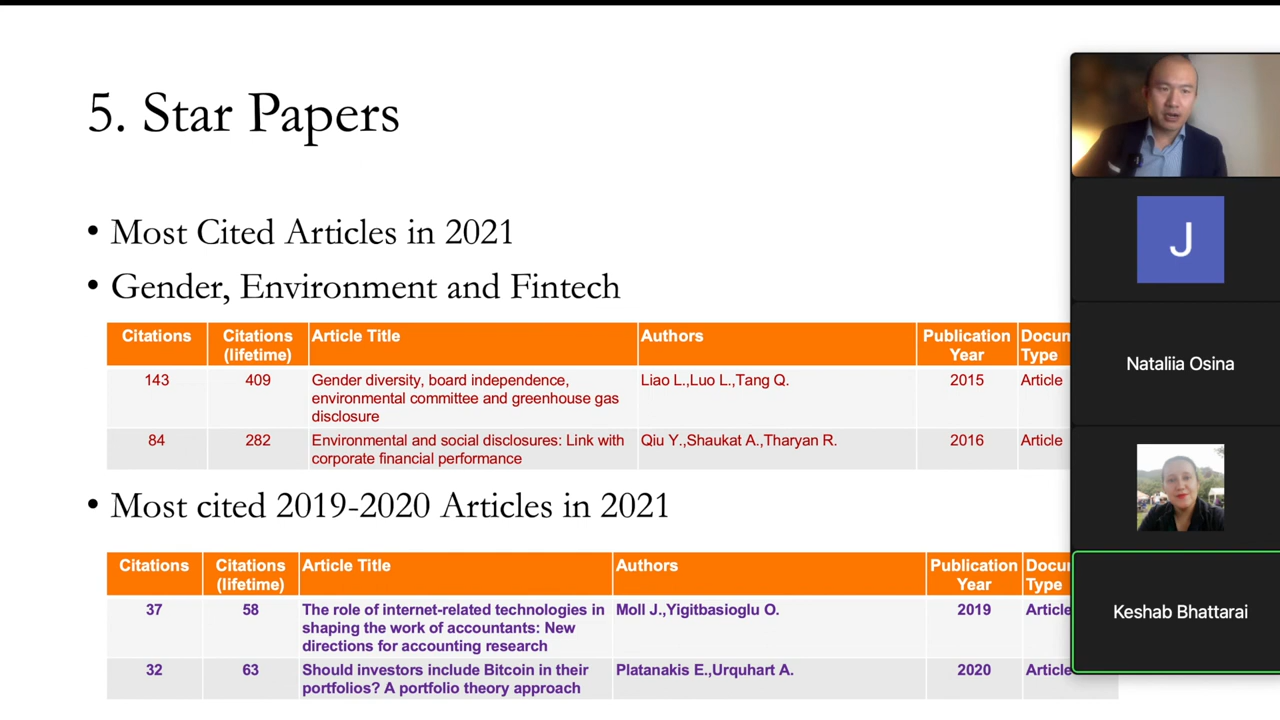 5. Star Papers
• Most Cited Articles in 2021
• Gender, Environment and Fintech
Citations Citations Article Title Authors Publication Docum
(lifetime) Year Type
143 409 Gender diversity, board independence, Liao L.,Luo L.,Tang Q. 2015 Article
environmental committee and greenhouse gas
disclosure
84 282 Environmental and social disclosures: Link with Qiu Y.,Shaukat A.,Tharyan R. 2016 Article
corporate financial performance
• Most cited 2019-2020 Articles in 2021
Citations Citations Article Title Authors Publication Docu
(lifetime) Year Type
37 58 The role of internet-related technologies in Moll J.,Yigitbasioglu O. 2019 Article
shaping the work of accountants: New
directions for accounting research
32 63 Should investors include Bitcoin in their Platanakis E.,Urquhart A. 2020 Article
portfolios? A portfolio theory approach
J
Nataliia Osina
Keshab Bhattarai